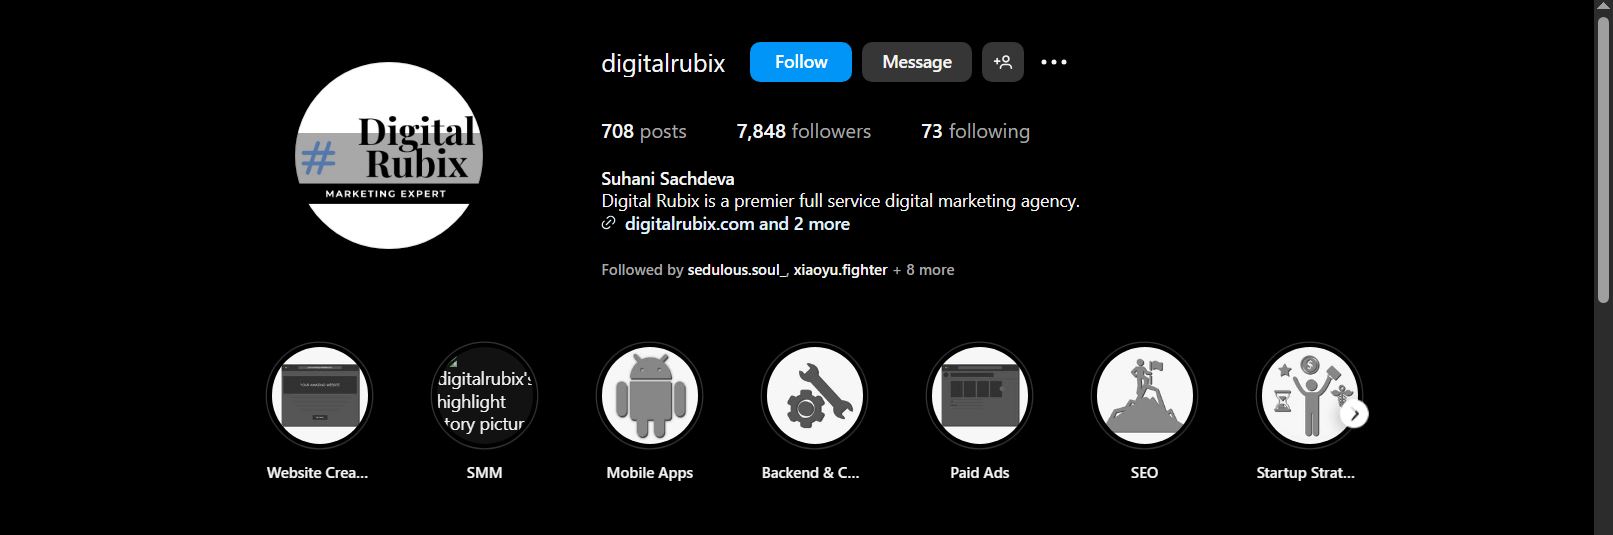 digitalrubix
Follow
Message
708 posts
7,848 followers
73 following
Suhani Sachdeva
Digital Rubix is a premier full service digital marketing agency.
digitalrubix.com and 2 more
Followed by sedulous.soul_, xiaoyu.fighter + 8 more
# Digital
Rubix
MARKETING EXPERT
YOUR AMAZING WEBSITE
digitalrubix's
highlight
story pictur
$
Website Crea...
SMM
Mobile Apps
Backend & C...
Paid Ads
SEO
Startup Strat...